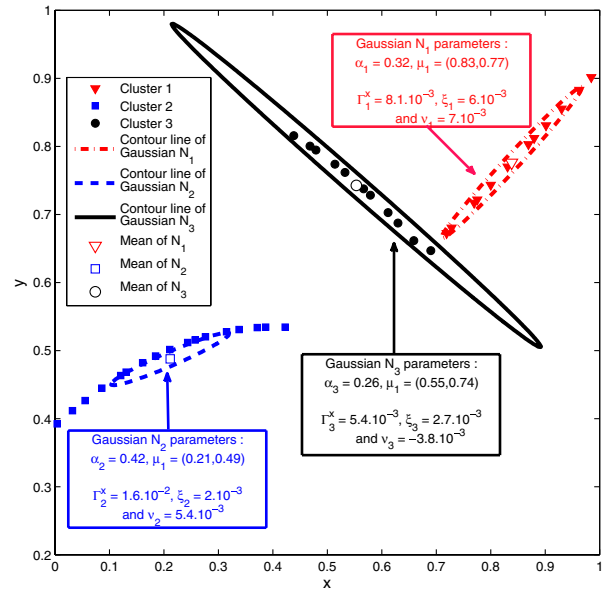 1
0.9
0.8
0.7
0.6
0.5
0.4
0.3
0.2
y
Gaussian N₁ parameters :
α₁ = 0.32, μ₁ = (0.83,0.77)
Γ₁ˣ = 8.1.10⁻³, ξ₁ = 6.10⁻³
and ν₁ = 7.10⁻³
Cluster 1
Cluster 2
Cluster 3
Contour line of
Gaussian N₁
Contour line of
Gaussian N₂
Contour line of
Gaussian N₃
Mean of N₁
Mean of N₂
Mean of N₃
Gaussian N₃ parameters :
α₃ = 0.26, μ₁ = (0.55,0.74)
Γ₃ˣ = 5.4.10⁻³, ξ₃ = 2.7.10⁻³
and ν₃ = −3.8.10⁻³
Gaussian N₂ parameters :
α₂ = 0.42, μ₁ = (0.21,0.49)
Γ₂ˣ = 1.6.10⁻², ξ₂ = 2.10⁻³
and ν₂ = 5.4.10⁻³
0 0.1 0.2 0.3 0.4 0.5 0.6 0.7 0.8 0.9 1
x